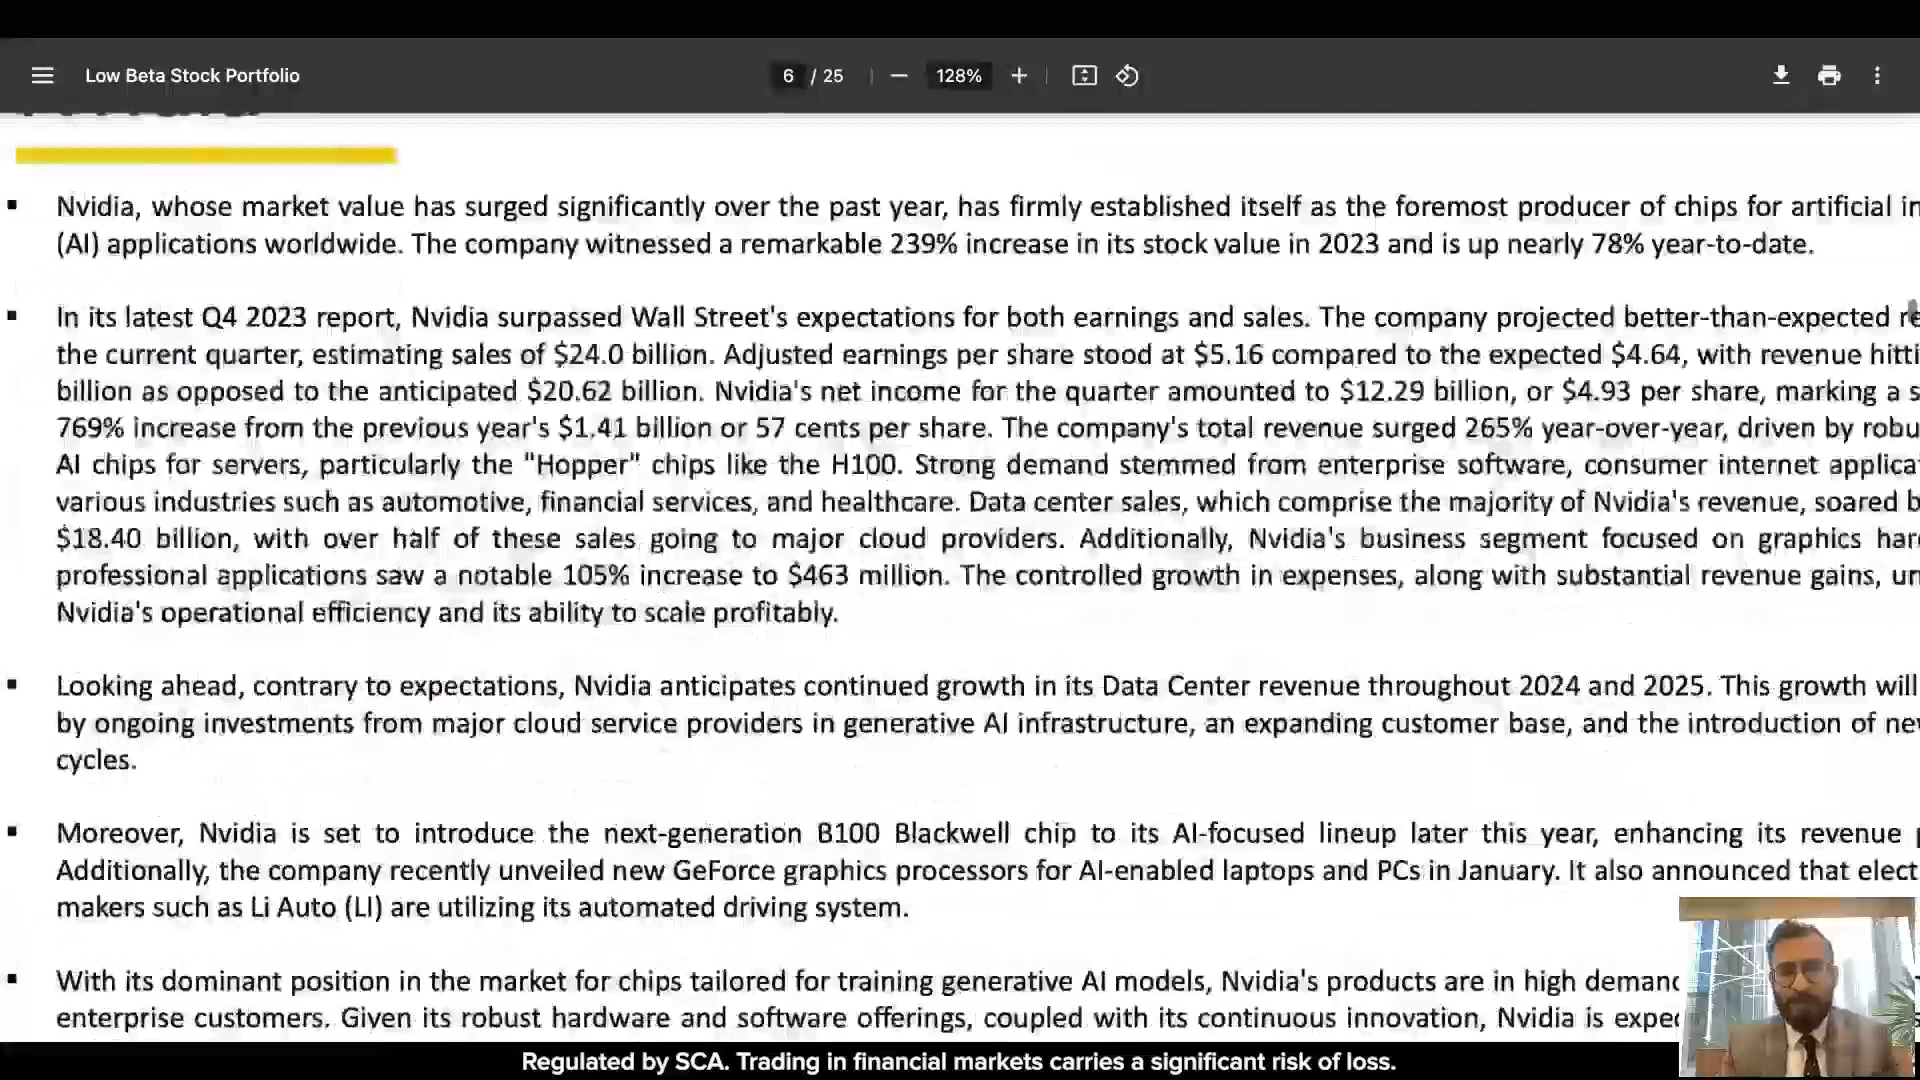 Low Beta Stock Portfolio
6 / 25
128%
Nvidia, whose market value has surged significantly over the past year, has firmly established itself as the foremost producer of chips for artificial
(AI) applications worldwide. The company witnessed a remarkable 239% increase in its stock value in 2023 and is up nearly 78% year-to-date.
In its latest Q4 2023 report, Nvidia surpassed Wall Street's expectations for both earnings and sales. The company projected better-than-expected
the current quarter, estimating sales of $24.0 billion. Adjusted earnings per share stood at $5.16 compared to the expected $4.64, with revenue
billion as opposed to the anticipated $20.62 billion. Nvidia's net income for the quarter amounted to $12.29 billion, or $4.93 per share, marking a
769% increase from the previous year's $1.41 billion or 57 cents per share. The company's total revenue surged 265% year-over-year, driven by
AI chips for servers, particularly the "Hopper" chips like the H100. Strong demand stemmed from enterprise software, consumer internet
various industries such as automotive, financial services, and healthcare. Data center sales, which comprise the majority of Nvidia's revenue, soared
$18.40 billion, with over half of these sales going to major cloud providers. Additionally, Nvidia's business segment focused on graphics
professional applications saw a notable 105% increase to $463 million. The controlled growth in expenses, along with substantial revenue gains,
Nvidia's operational efficiency and its ability to scale profitably.
Looking ahead, contrary to expectations, Nvidia anticipates continued growth in its Data Center revenue throughout 2024 and 2025. This growth will
by ongoing investments from major cloud service providers in generative AI infrastructure, an expanding customer base, and the introduction of
cycles.
Moreover, Nvidia is set to introduce the next-generation B100 Blackwell chip to its AI-focused lineup later this year, enhancing its revenue
Additionally, the company recently unveiled new GeForce graphics processors for AI-enabled laptops and PCs in January. It also announced that
makers such as Li Auto (LI) are utilizing its automated driving system.
With its dominant position in the market for chips tailored for training generative AI models, Nvidia's products are in high
enterprise customers. Given its robust hardware and software offerings, coupled with its continuous innovation, Nvidia is
Regulated by SCA. Trading in financial markets carries a significant risk of loss.